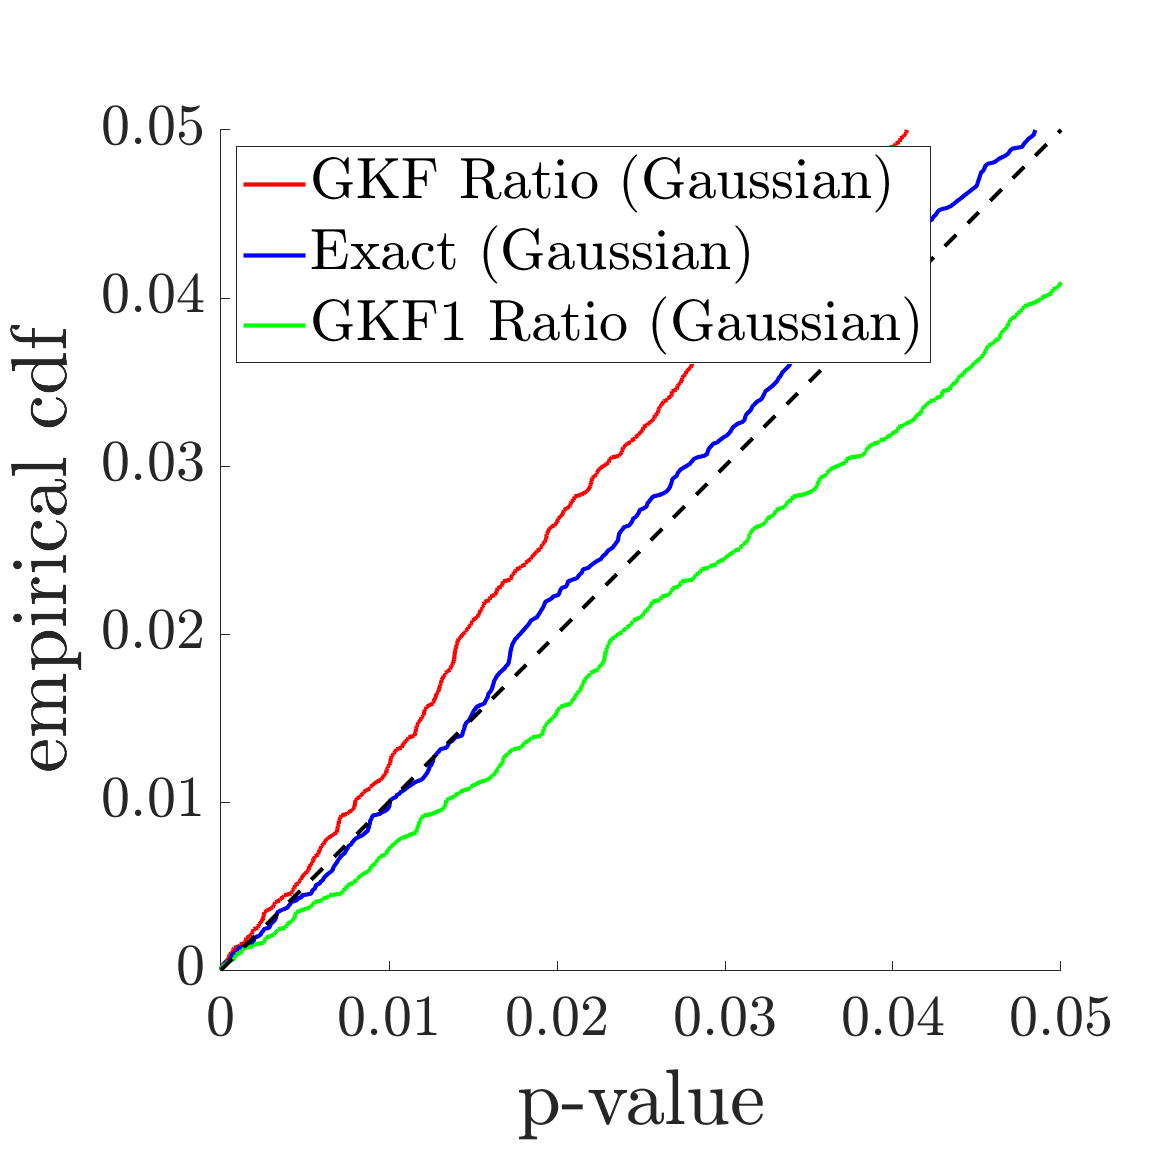 0.05
GKF Ratio (Gaussian)
Exact (Gaussian)
0.04
GKF1 Ratio (Gaussian)
empirical cdf
0.03
0.02
0.01
0
0 0.01 0.02 0.03 0.04 0.05
p-value